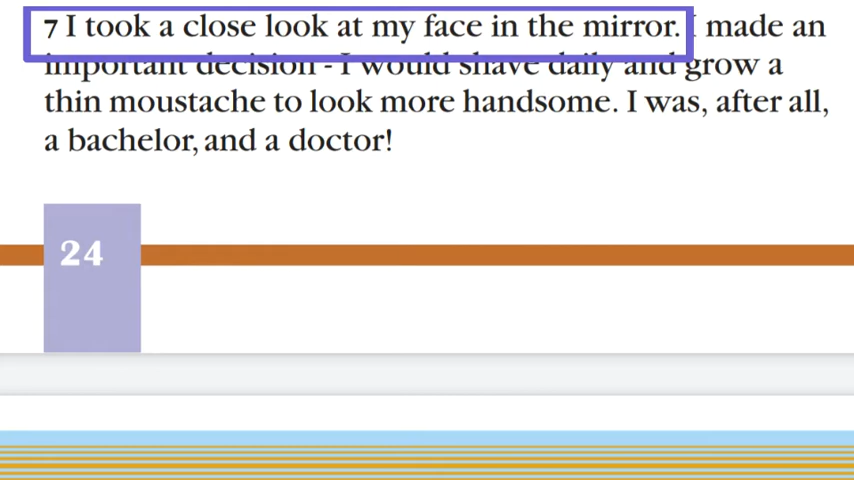 7 I took a close look at my face in the mirror. I made an
important decision - I would shave daily and grow a
thin moustache to look more handsome. I was, after all,
a bachelor, and a doctor!
24